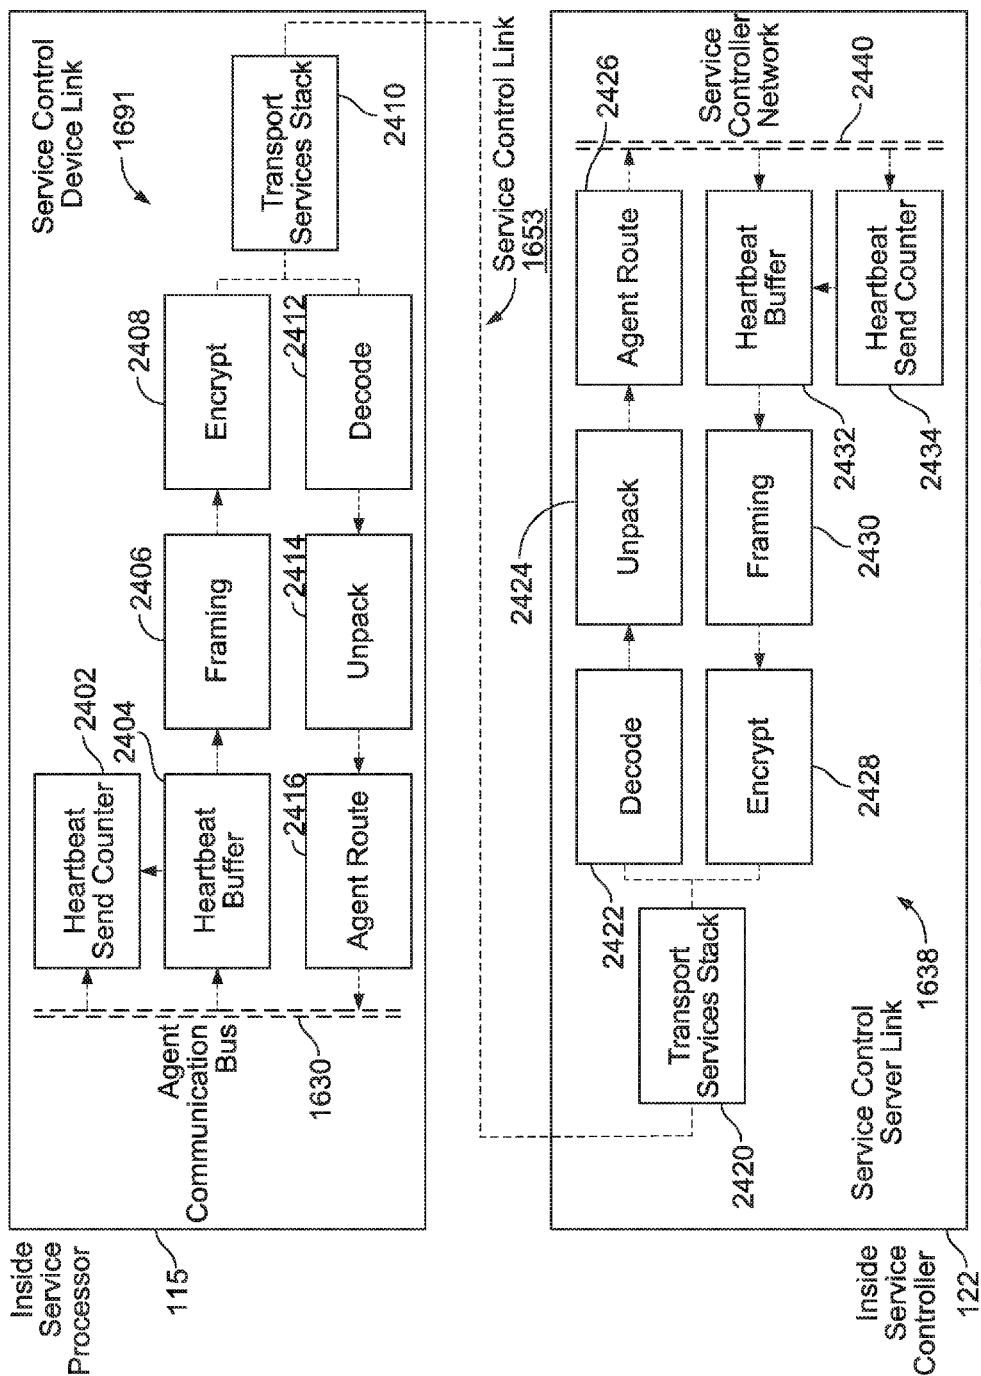 Inside
Service
Processor
115
Service Control
Device Link
1691
Agent
Communication
Bus
1630
Heartbeat
Send Counter
2402
Heartbeat
Buffer
2404
Framing
2406
Encrypt
2408
Transport
Services Stack
2410
Decode
2412
Unpack
2414
Agent Route
2416
Service Control Link
1653
Inside
Service
Controller
122
Service Control
Server Link
1638
Transport
Services Stack
2420
Decode
2422
Unpack
2424
Agent Route
2426
Service
Controller
Network
2440
Encrypt
2428
Framing
2430
Heartbeat
Buffer
2432
Heartbeat
Send Counter
2434